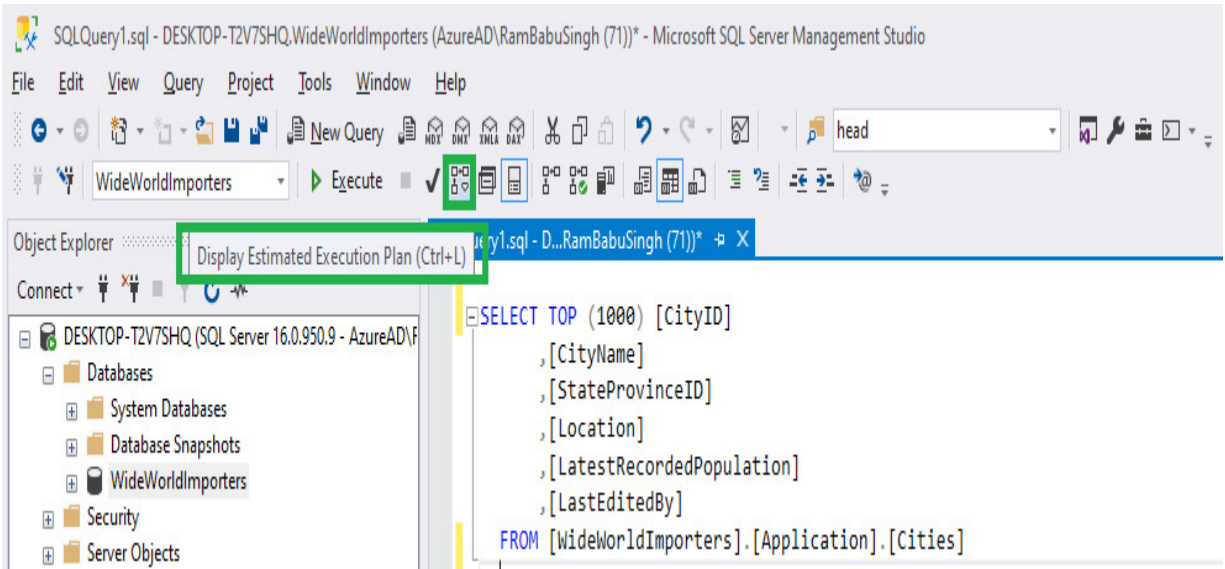 SQLQuery1.sql - DESKTOP-T2V7SHQ.WideWorldImporters (AzureAD\RamBabuSingh (71))* - Microsoft SQL Server Management Studio
File Edit View Query Project Tools Window Help
New Query MDX DMX XMLA DAX head
WideWorldImporters Execute
Object Explorer
Display Estimated Execution Plan (Ctrl+L)
uery1.sql - D...RamBabuSingh (71))* X
Connect
DESKTOP-T2V7SHQ (SQL Server 16.0.950.9 - AzureAD\R
Databases
System Databases
Database Snapshots
WideWorldImporters
Security
Server Objects
SELECT TOP (1000) [CityID]
,[CityName]
,[StateProvinceID]
,[Location]
,[LatestRecordedPopulation]
,[LastEditedBy]
FROM [WideWorldImporters].[Application].[Cities]